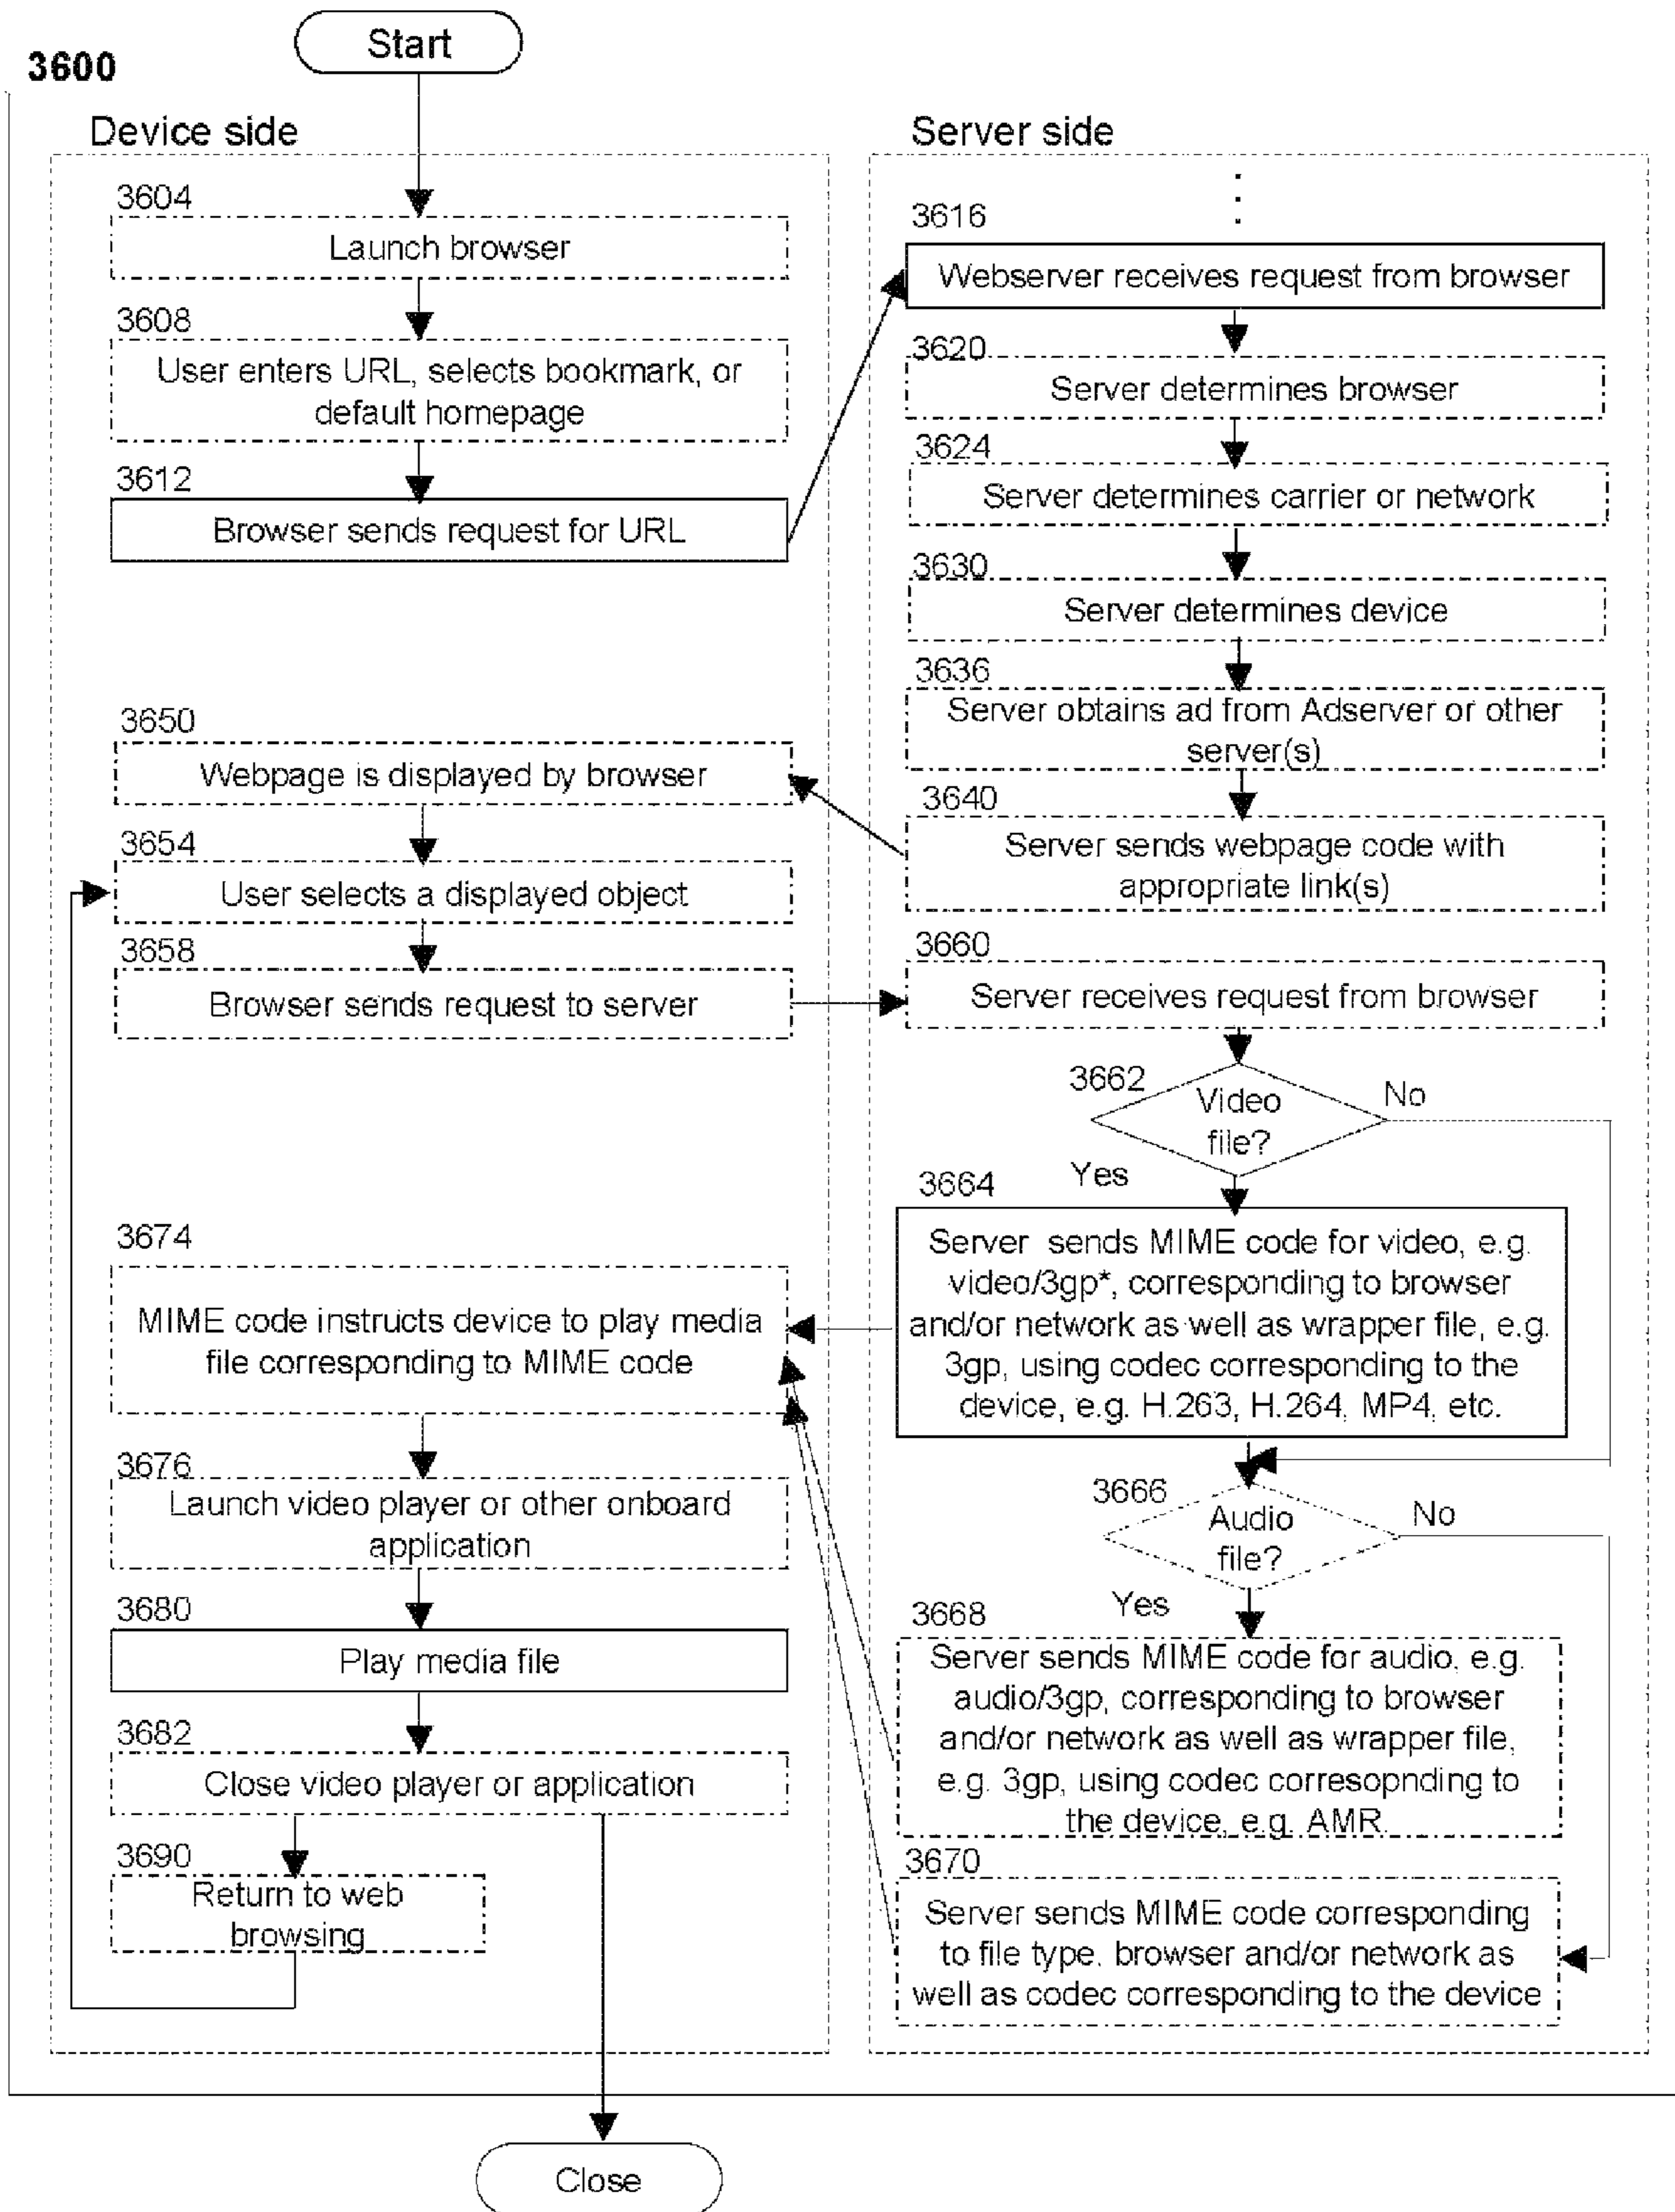 Start
3600
Device side
3604
Launch browser
3608
User enters URL, selects bookmark, or
default homepage
3612
Browser sends request for URL
3650
Webpage is displayed by browser
3654
User selects a displayed object
3658
Browser sends request to server
3674
MIME code instructs device to play media
file corresponding to MIME code
3676
Launch video player or other onboard
application
3680
Play media file
3682
Close video player or application
3690
Return to web
browsing
Server side
3616
Webserver receives request from browser
3620
Server determines browser
3624
Server determines carrier or network
3630
Server determines device
3636
Server obtains ad from Adserver or other
server(s)
3640
Server sends webpage code with
appropriate link(s)
3660
Server receives request from browser
3662
Video
file?
No
Yes
3664
Server sends MIME code for video, e.g.
video/3gp*, corresponding to browser
and/or network as well as wrapper file, e.g.
3gp, using codec corresponding to the
device, e.g. H.263, H.264, MP4, etc.
3666
Audio
file?
No
Yes
3668
Server sends MIME code for audio, e.g.
audio/3gp, corresponding to browser
and/or network as well as wrapper file,
e.g. 3gp, using codec corresopnding to
the device, e.g. AMR.
3670
Server sends MIME code corresponding
to file type, browser and/or network as
well as codec corresponding to the device
Close